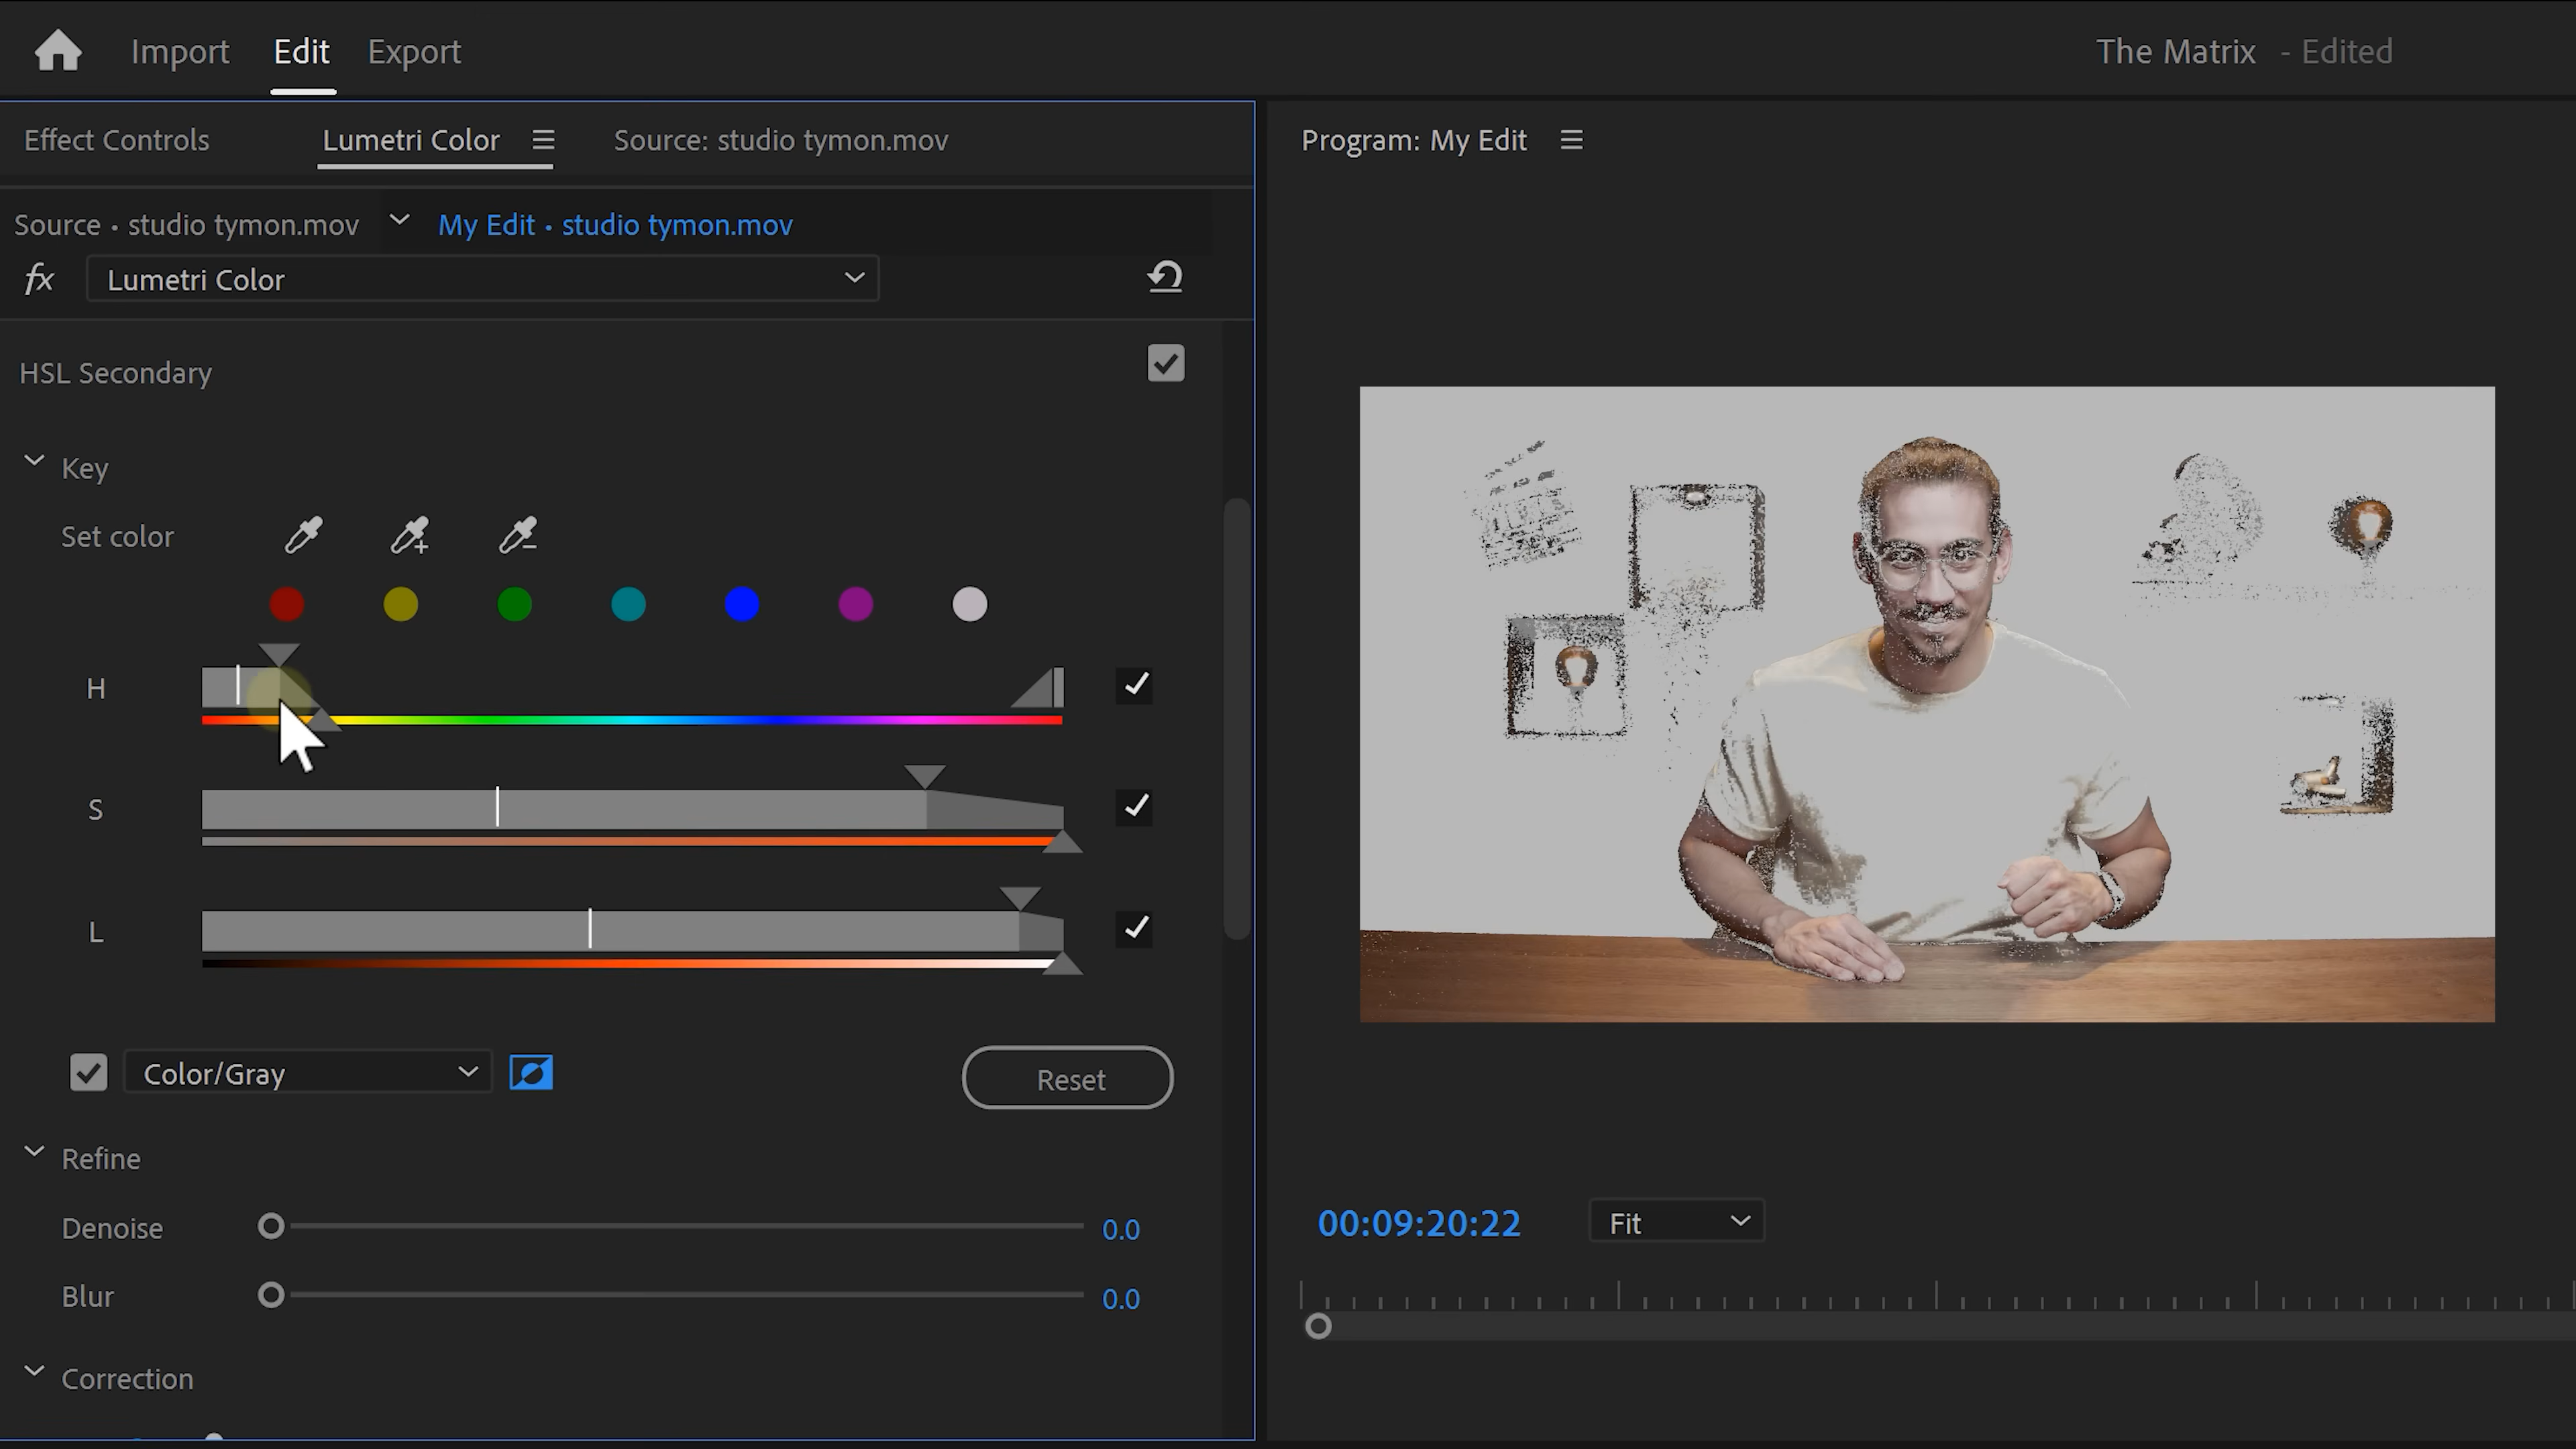 Import Edit Export The Matrix - Edited
Effect Controls Lumetri Color Source: studio tymon.mov Program: My Edit
Source • studio tymon.mov My Edit • studio tymon.mov
fx Lumetri Color
HSL Secondary
Key
Set color
H
S
L
Color/Gray Reset
Refine
Denoise 0.0
Blur 0.0
Correction
00:09:20:22 Fit